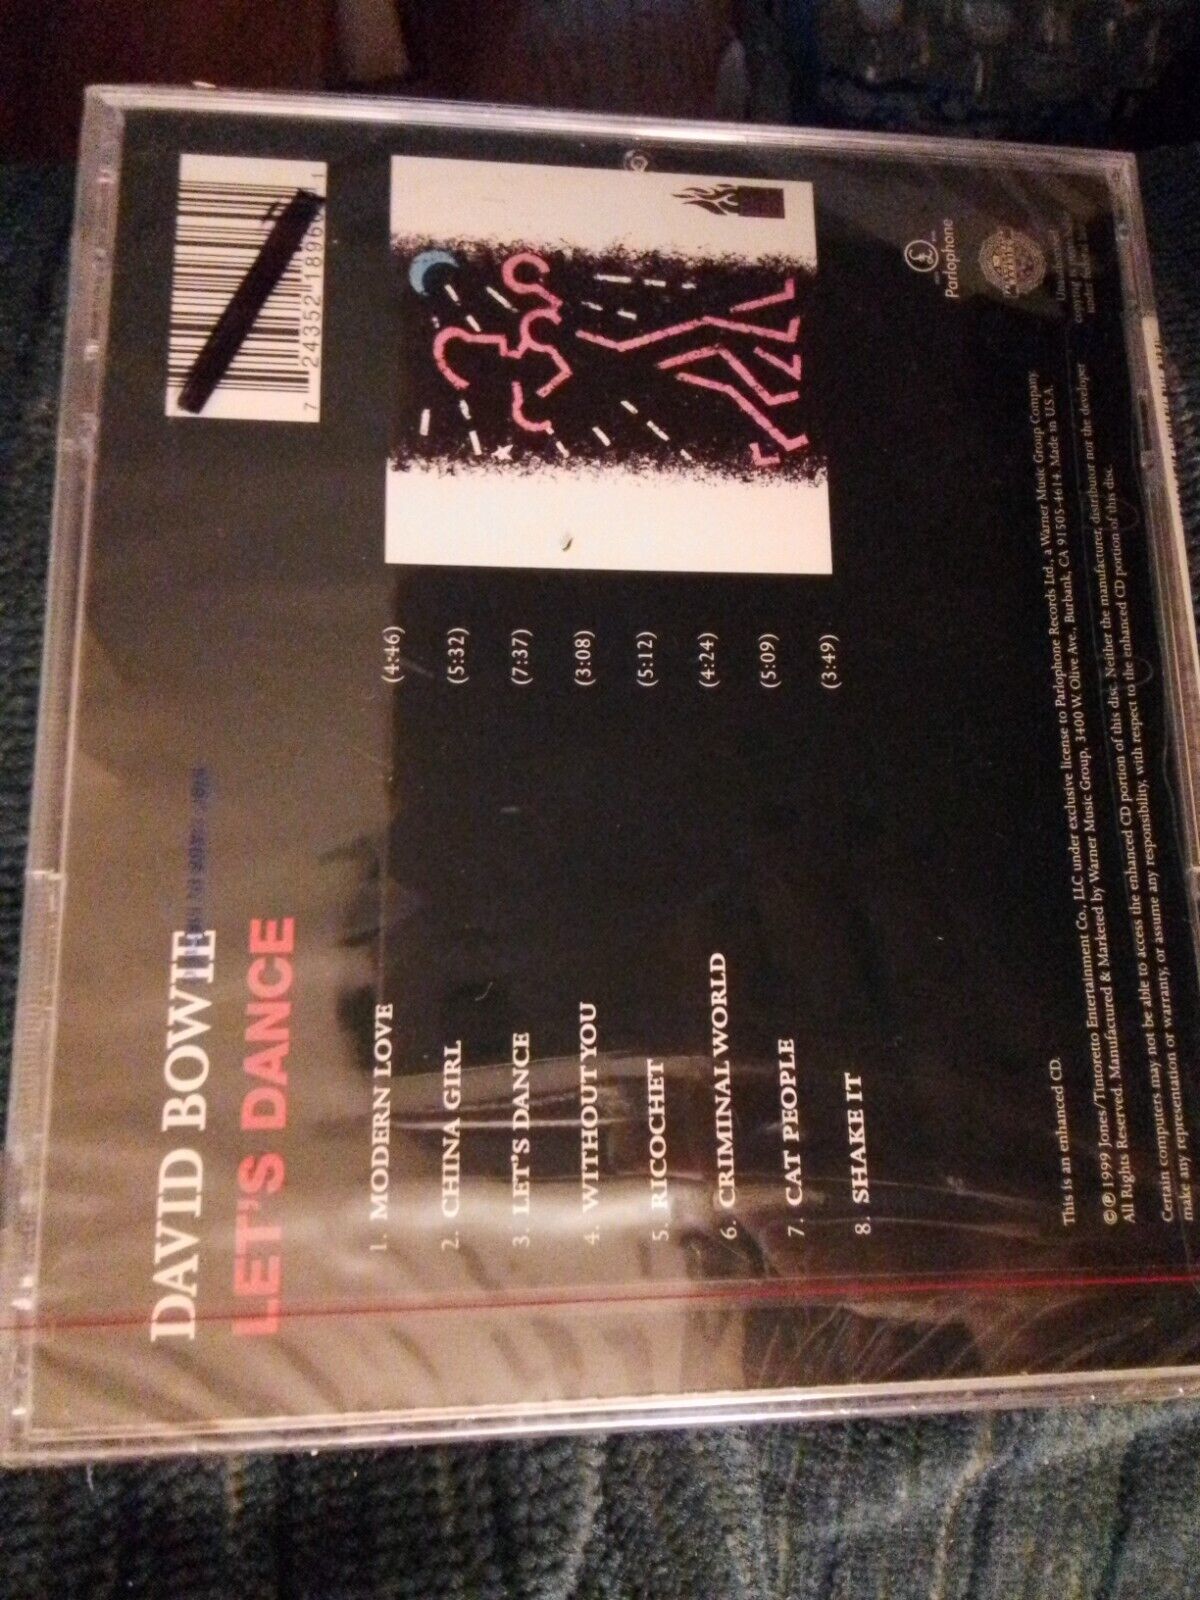 DAVID BOWIE
LET'S DANCE
1. MODERN LOVE (4:46)
2. CHINA GIRL (5:32)
3. LET'S DANCE (7:37)
4. WITHOUT YOU (3:08)
5. RICOCHET (5:12)
6. CRIMINAL WORLD (4:24)
7. CAT PEOPLE (5:09)
8. SHAKE IT (3:49)
7 24352 1896
1
Parlophone
This is an enhanced CD.
©℗ 1999 Jones/Tintoretto Entertainment Co., LLC under exclusive license to Parlophone Records Ltd., a Warner Music Group Company
All Rights Reserved. Manufactured & Marketed by Warner Music Group, 3400 W. Olive Ave., Burbank, CA 91505-4614. Made in U.S.A
Certain computers may not be able to access the enhanced CD portion of this disc. Neither the manufacturer, distributor nor the developer
make any representation or warranty, or assume any responsibility, with respect to the enhanced CD portion of this disc.